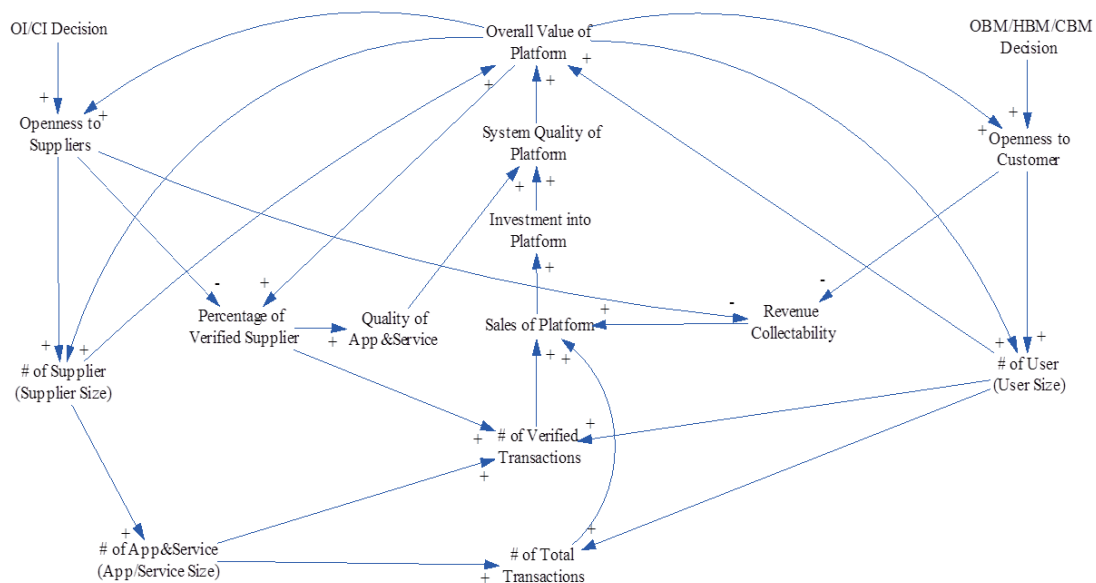 OI/CI Decision
Overall Value of
Platform
OBM/HBM/CBM
Decision
+
+
+
+
+
+
+
+
Openness to
Suppliers
System Quality of
Platform
Openness to
Customer
+
+
Investment into
Platform
-
+
+
-
-
Percentage of
Verified Supplier
Quality of
App &Service
+
Sales of Platform
+
Revenue
Collectability
+
+
+
+
+
+
# of Supplier
(Supplier Size)
# of User
(User Size)
+
+
# of Verified
Transactions
+
+
# of App&Service
(App/Service Size)
+
# of Total
Transactions
+